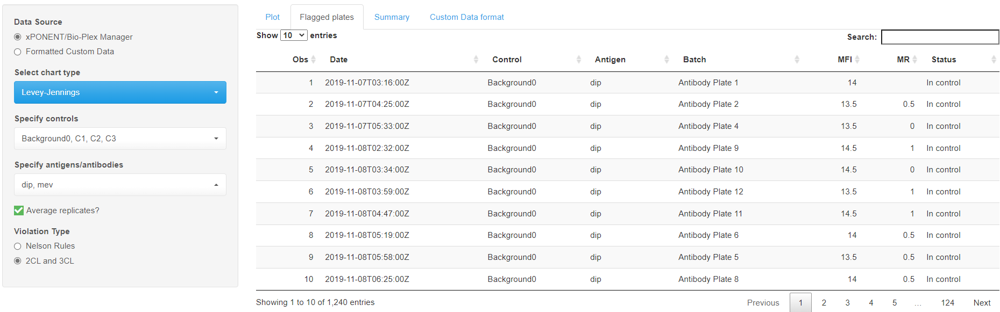 Data Source
xPONENT/Bio-Plex Manager
Formatted Custom Data
Select chart type
Levey-Jennings
Specify controls
Background0, C1, C2, C3
Specify antigens/antibodies
dip, mev
Average replicates?
Violation Type
Nelson Rules
2CL and 3CL
Plot Flagged plates Summary Custom Data format
Show 10 entries Search:
Obs Date Control Antigen Batch MFI MR Status
1 2019-11-07T03:16:00Z Background0 dip Antibody Plate 1 14 In control
2 2019-11-07T04:25:00Z Background0 dip Antibody Plate 2 13.5 0.5 In control
3 2019-11-07T05:33:00Z Background0 dip Antibody Plate 4 13.5 0 In control
4 2019-11-08T02:32:00Z Background0 dip Antibody Plate 9 14.5 1 In control
5 2019-11-08T03:34:00Z Background0 dip Antibody Plate 10 14.5 0 In control
6 2019-11-08T03:59:00Z Background0 dip Antibody Plate 12 13.5 1 In control
7 2019-11-08T04:47:00Z Background0 dip Antibody Plate 11 14.5 1 In control
8 2019-11-08T05:19:00Z Background0 dip Antibody Plate 6 14 0.5 In control
9 2019-11-08T05:58:00Z Background0 dip Antibody Plate 5 13.5 0.5 In control
10 2019-11-08T06:25:00Z Background0 dip Antibody Plate 8 14 0.5 In control
Showing 1 to 10 of 1,240 entries Previous 1 2 3 4 5 … 124 Next